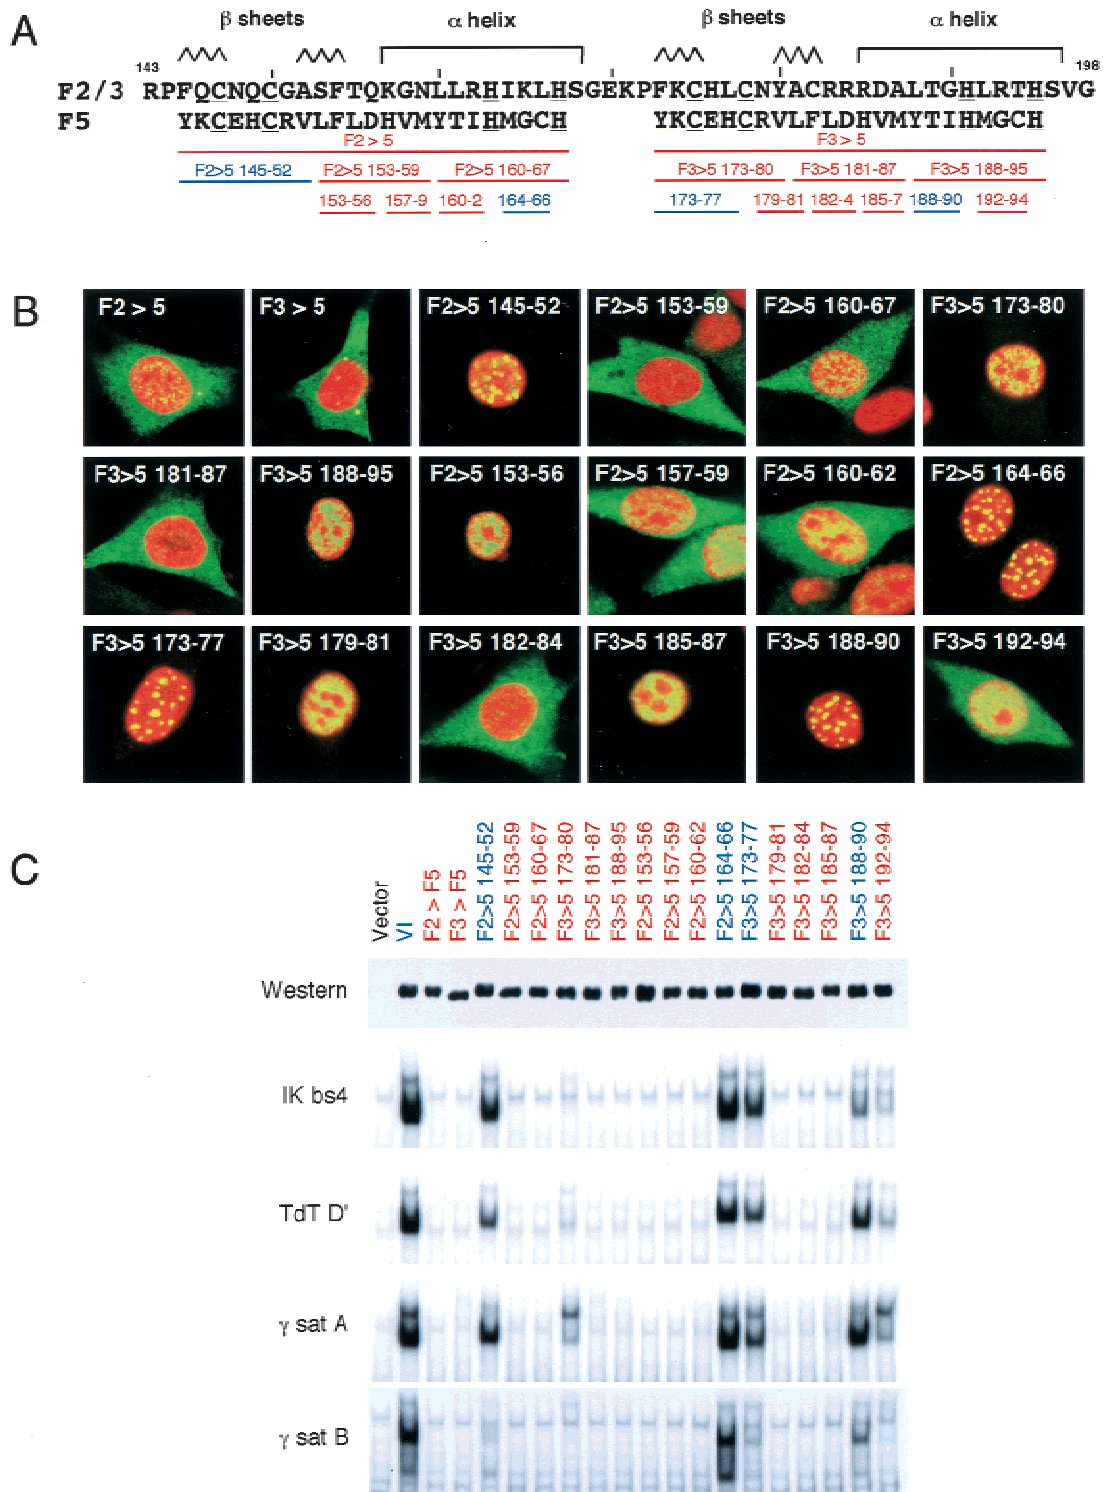 A
β sheets α helix β sheets α helix
143 198
F2/3 RPFQCNQCGASFTQKGNLLRHIKLHSGEKPFKCHLCNYACRRRDALTGHLRTHSVG
F5 YKCEHCRVLFLDHVMYTIHMGCH YKCEHCRVLFLDHVMYTIHMGCH
F2 > 5 F3 > 5
F2>5 145-52 F2>5 153-59 F2>5 160-67 F3>5 173-80 F3>5 181-87 F3>5 188-95
153-56 157-9 160-2 164-66 173-77 179-81 182-4 185-7 188-90 192-94
B
F2 > 5 F3 > 5 F2>5 145-52 F2>5 153-59 F2>5 160-67 F3>5 173-80
F3>5 181-87 F3>5 188-95 F2>5 153-56 F2>5 157-59 F2>5 160-62 F2>5 164-66
F3>5 173-77 F3>5 179-81 F3>5 182-84 F3>5 185-87 F3>5 188-90 F3>5 192-94
C
Vector
VI
F2 > F5
F3 > F5
F2>5 145-52
F2>5 153-59
F2>5 160-67
F3>5 173-80
F3>5 181-87
F3>5 188-95
F2>5 153-56
F2>5 157-59
F2>5 160-62
F2>5 164-66
F3>5 173-77
F3>5 179-81
F3>5 182-84
F3>5 185-87
F3>5 188-90
F3>5 192-94
Western
IK bs4
TdT D'
γ sat A
γ sat B